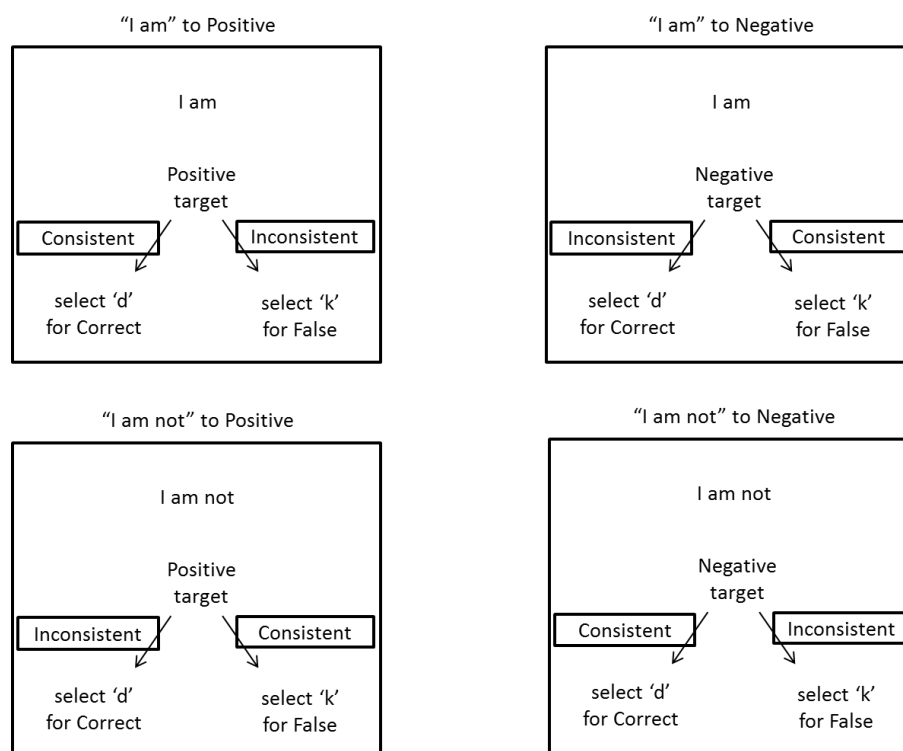 “I am” to Positive
I am
Positive
target
Consistent
Inconsistent
select ‘d’
for Correct
select ‘k’
for False
“I am” to Negative
I am
Negative
target
Inconsistent
Consistent
select ‘d’
for Correct
select ‘k’
for False
“I am not” to Positive
I am not
Positive
target
Inconsistent
Consistent
select ‘d’
for Correct
select ‘k’
for False
“I am not” to Negative
I am not
Negative
target
Consistent
Inconsistent
select ‘d’
for Correct
select ‘k’
for False